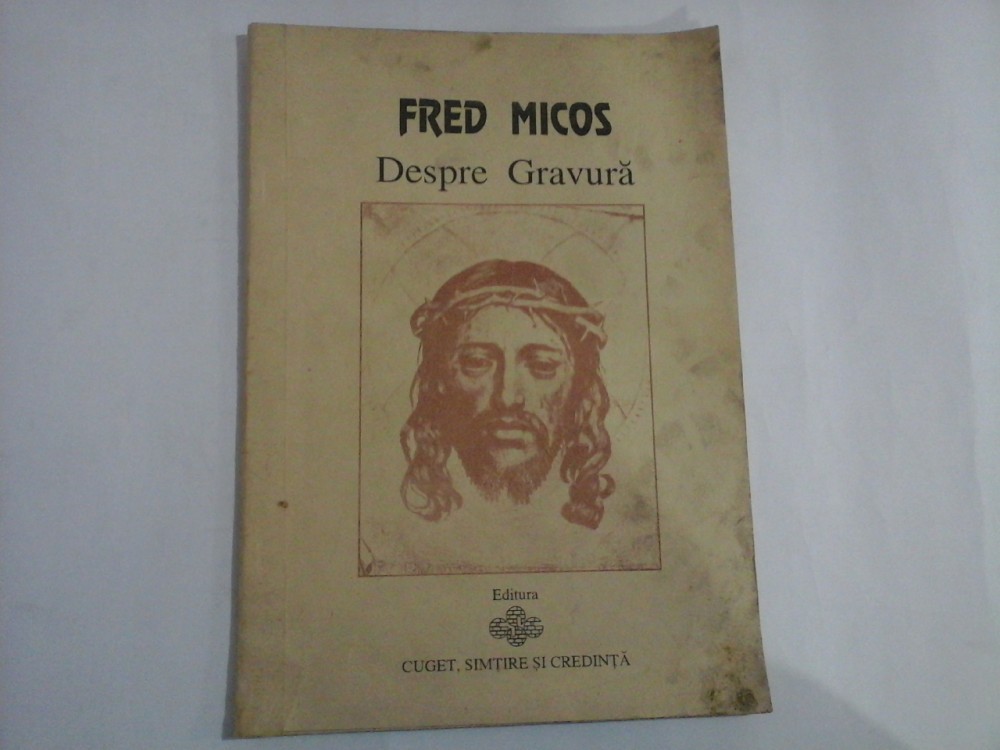 FRED MICOS
Despre Gravură
Editura
CUGET, SIMȚIRE ȘI CREDINȚĂ